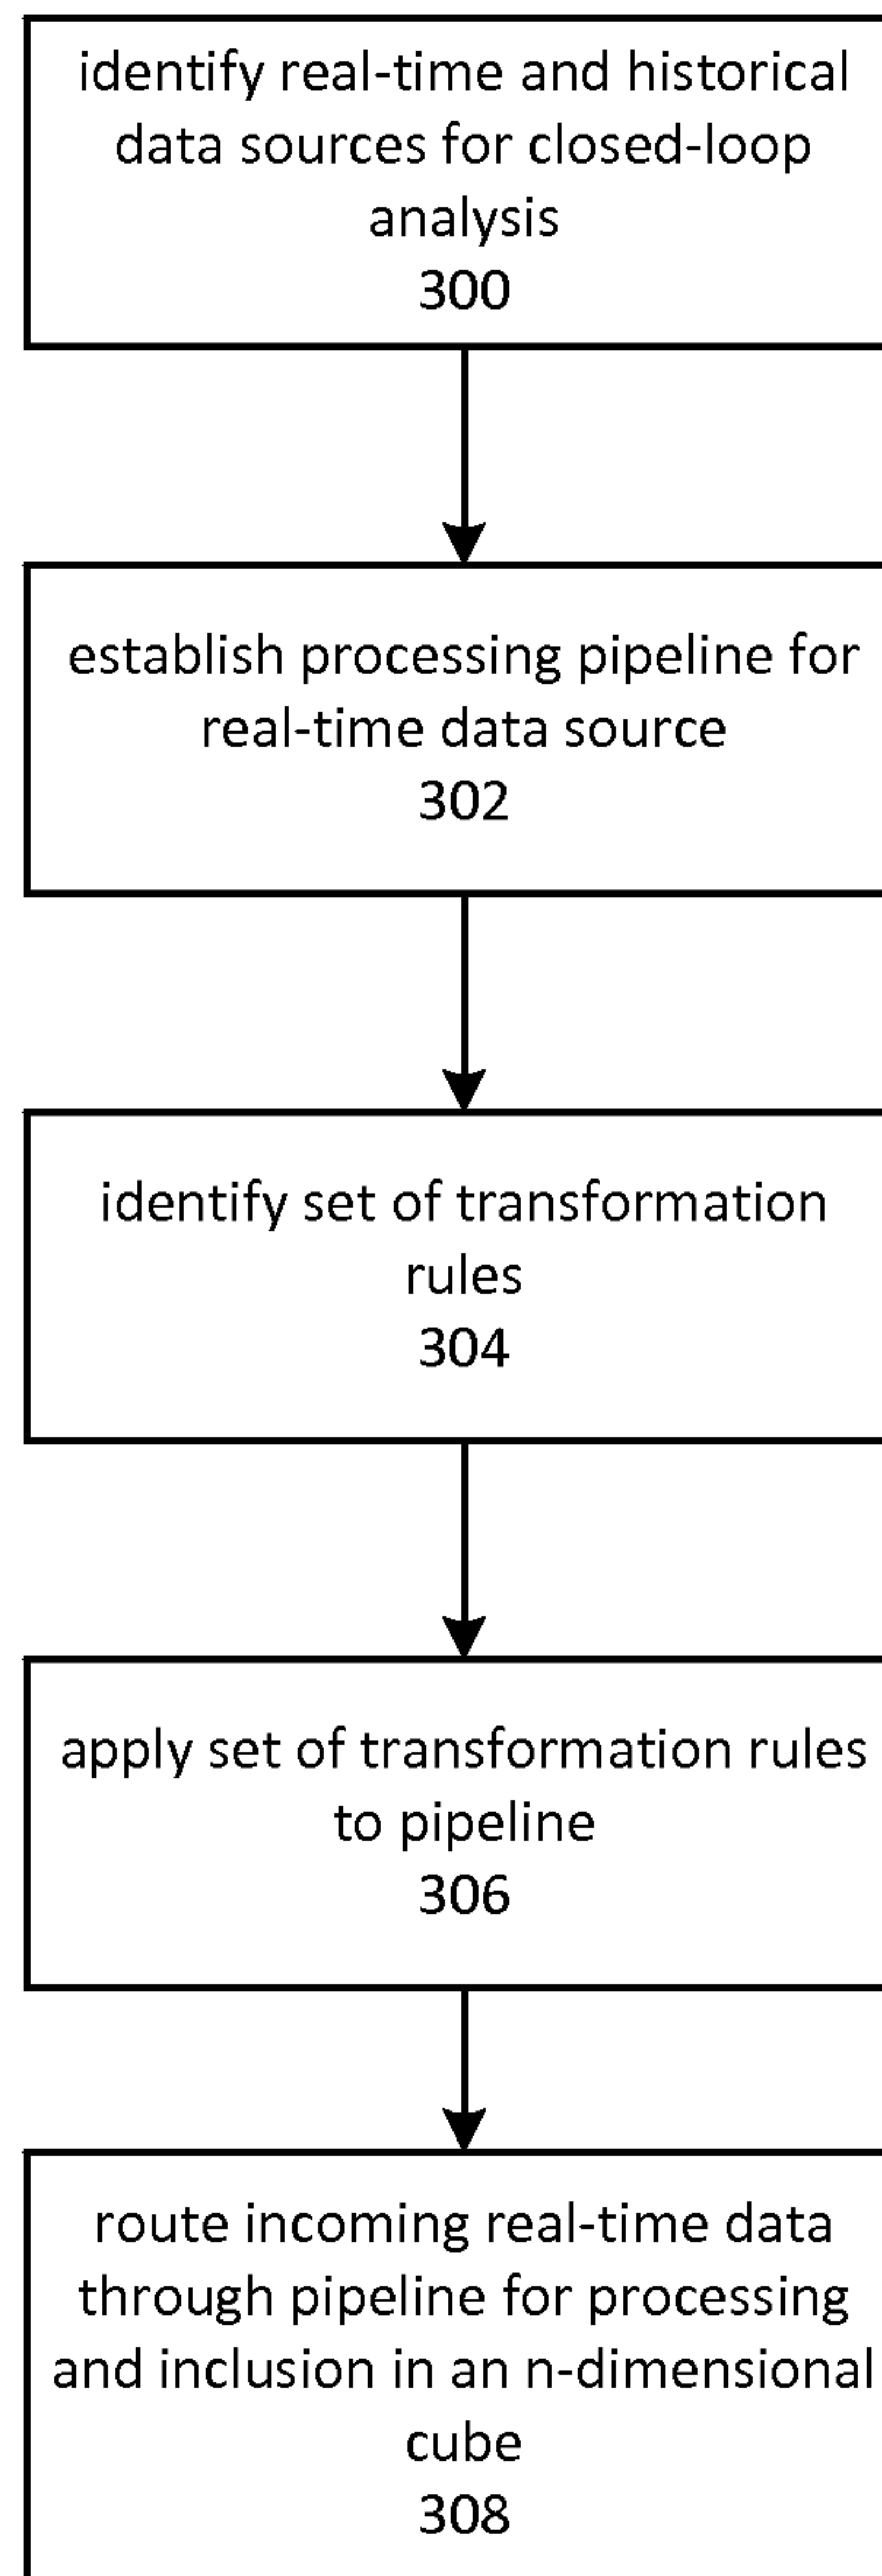 identify real-time and historical
data sources for closed-loop
analysis
300
establish processing pipeline for
real-time data source
302
identify set of transformation
rules
304
apply set of transformation rules
to pipeline
306
route incoming real-time data
through pipeline for processing
and inclusion in an n-dimensional
cube
308